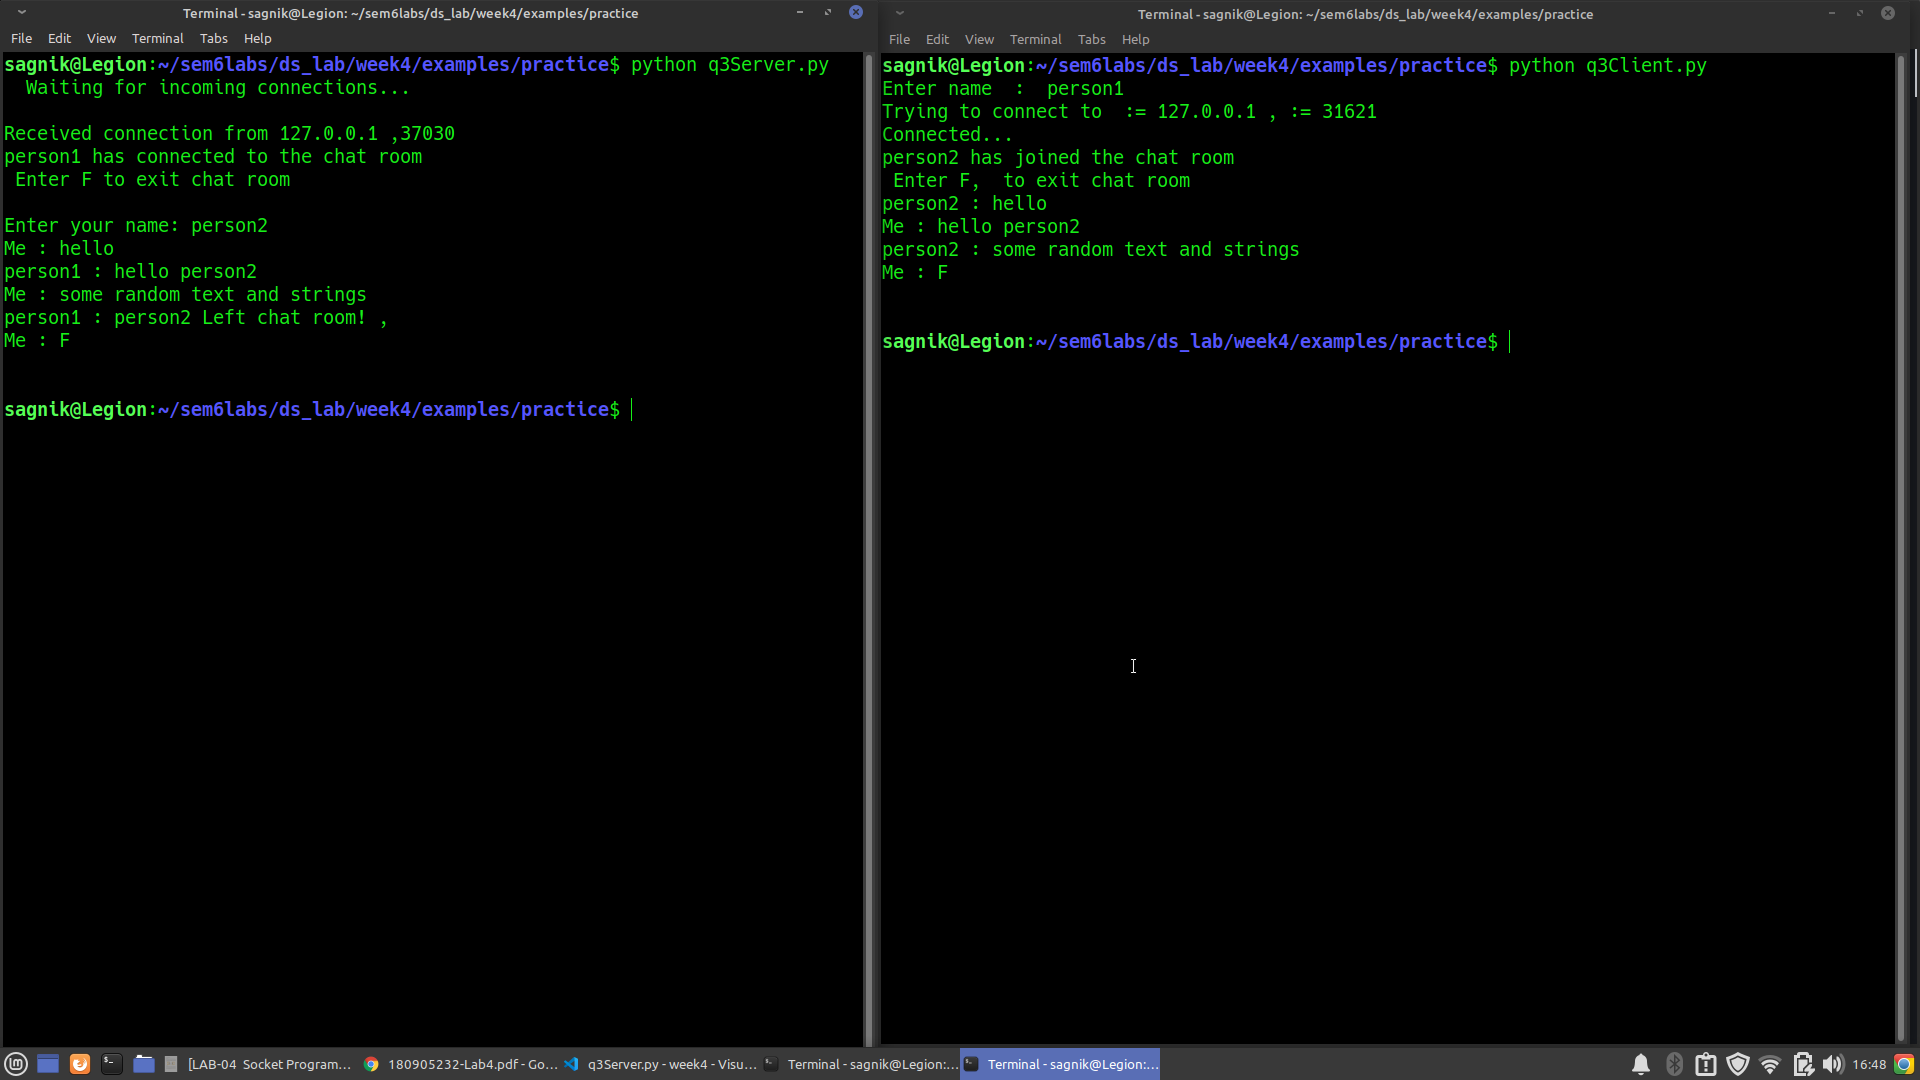 Terminal - sagnik@Legion: ~/sem6labs/ds_lab/week4/examples/practice
File Edit View Terminal Tabs Help
sagnik@Legion:~/sem6labs/ds_lab/week4/examples/practice$ python q3Server.py
Waiting for incoming connections...
Received connection from 127.0.0.1 ,37030
person1 has connected to the chat room
Enter F to exit chat room
Enter your name: person2
Me : hello
person1 : hello person2
Me : some random text and strings
person1 : person2 Left chat room! ,
Me : F
sagnik@Legion:~/sem6labs/ds_lab/week4/examples/practice$
Terminal - sagnik@Legion: ~/sem6labs/ds_lab/week4/examples/practice
File Edit View Terminal Tabs Help
sagnik@Legion:~/sem6labs/ds_lab/week4/examples/practice$ python q3Client.py
Enter name  :  person1
Trying to connect to  := 127.0.0.1 , := 31621
Connected...
person2 has joined the chat room
Enter F,  to exit chat room
person2 : hello
Me : hello person2
person2 : some random text and strings
Me : F
sagnik@Legion:~/sem6labs/ds_lab/week4/examples/practice$
[LAB-04 Socket Program... 180905232-Lab4.pdf - Go... q3Server.py - week4 - Visu... Terminal - sagnik@Legion:... Terminal - sagnik@Legion:... 16:48